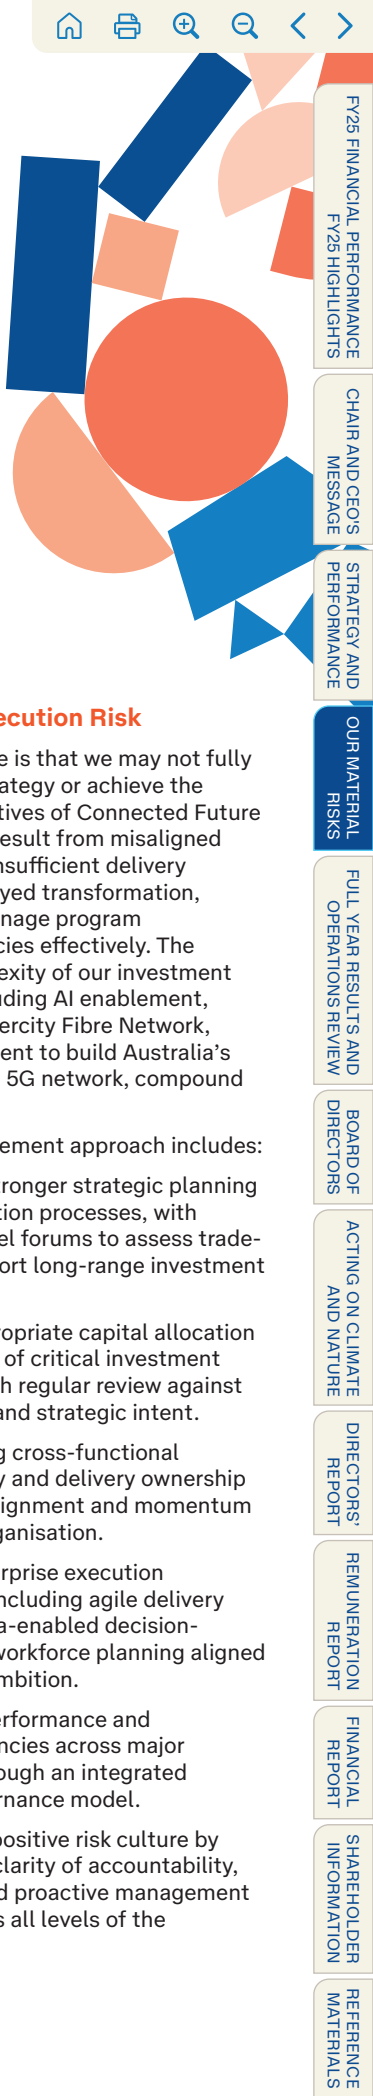 ecution Risk
e is that we may not fully
ategy or achieve the
tives of Connected Future
result from misaligned
nsufficient delivery
yed transformation,
nage program
cies effectively. The
exity of our investment
uding AI enablement,
ercity Fibre Network,
ent to build Australia's
5G network, compound
ement approach includes:
tronger strategic planning
tion processes, with
el forums to assess trade-
ort long-range investment
ropriate capital allocation
of critical investment
h regular review against
and strategic intent.
g cross-functional
y and delivery ownership
lignment and momentum
ganisation.
rprise execution
ncluding agile delivery
a-enabled decision-
workforce planning aligned
mbition.
erformance and
ncies across major
ough an integrated
rnance model.
positive risk culture by
clarity of accountability,
d proactive management
s all levels of the
FY25 FINANCIAL PERFORMANCE
FY25 HIGHLIGHTS
CHAIR AND CEO'S
MESSAGE
STRATEGY AND
PERFORMANCE
OUR MATERIAL
RISKS
FULL YEAR RESULTS AND
OPERATIONS REVIEW
BOARD OF
DIRECTORS
ACTING ON CLIMATE
AND NATURE
DIRECTORS'
REPORT
REMUNERATION
REPORT
FINANCIAL
REPORT
SHAREHOLDER
INFORMATION
REFERENCE
MATERIALS